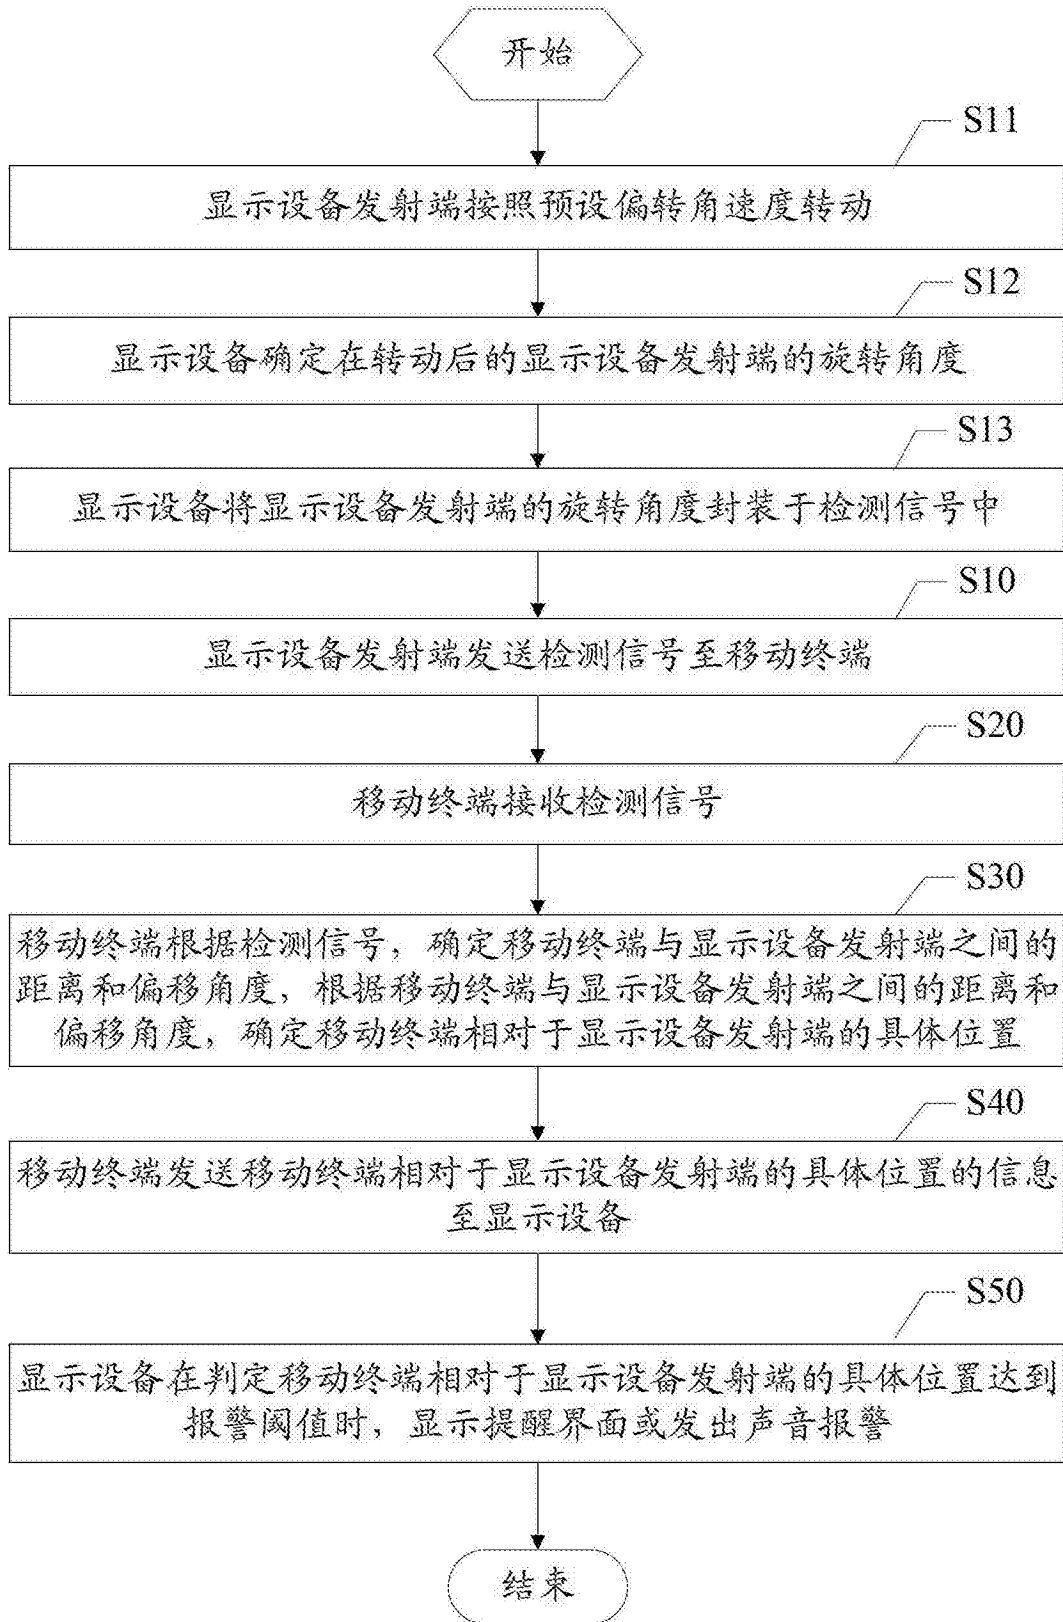 开始
S11
显示设备发射端按照预设偏转角速度转动
S12
显示设备确定在转动后的显示设备发射端的旋转角度
S13
显示设备将显示设备发射端的旋转角度封装于检测信号中
S10
显示设备发射端发送检测信号至移动终端
S20
移动终端接收检测信号
S30
移动终端根据检测信号，确定移动终端与显示设备发射端之间的
距离和偏移角度，根据移动终端与显示设备发射端之间的距离和
偏移角度，确定移动终端相对于显示设备发射端的具体位置
S40
移动终端发送移动终端相对于显示设备发射端的具体位置的信息
至显示设备
S50
显示设备在判定移动终端相对于显示设备发射端的具体位置达到
报警阈值时，显示提醒界面或发出声音报警
结束